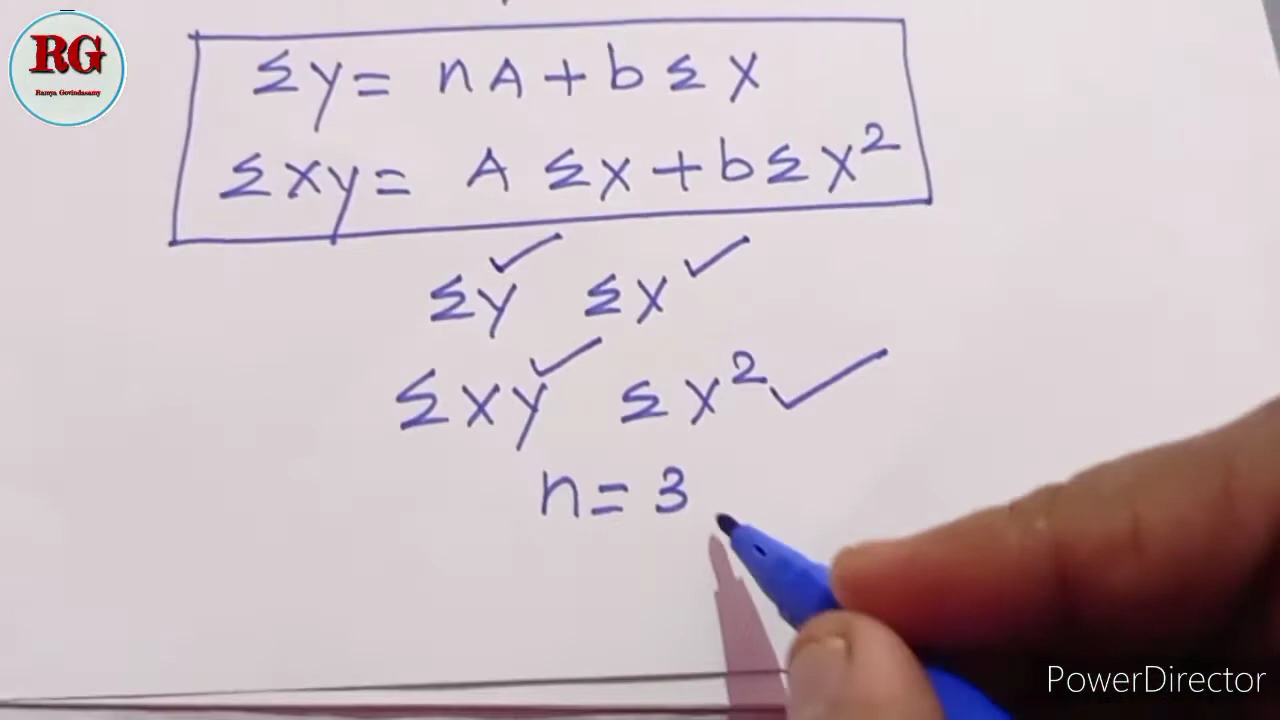 RG
Ramya Govindasamy
Σy = nA + bΣx
Σxy = AΣx + bΣx²
Σy Σx
Σxy Σx²
n = 3
PowerDirector